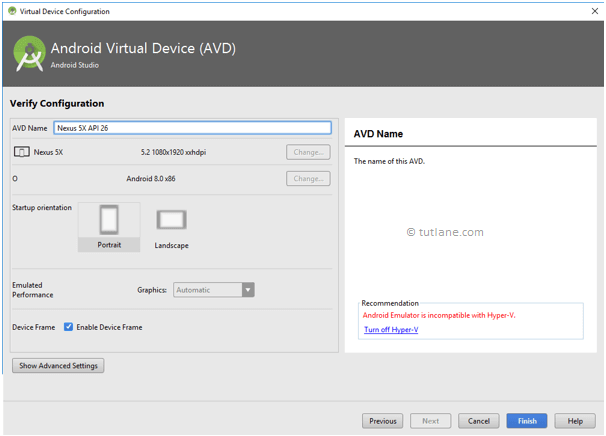 Virtual Device Configuration
Android Virtual Device (AVD)
Android Studio
Verify Configuration
AVD Name Nexus 5X API 26
Nexus 5X 5.2 1080x1920 xxhdpi Change...
O Android 8.0 x86 Change...
Startup orientation
Portrait Landscape
Emulated
Performance Graphics: Automatic
Device Frame Enable Device Frame
Show Advanced Settings
AVD Name
The name of this AVD.
© tutlane.com
Recommendation
Android Emulator is incompatible with Hyper-V.
Turn off Hyper-V
Previous Next Cancel Finish Help